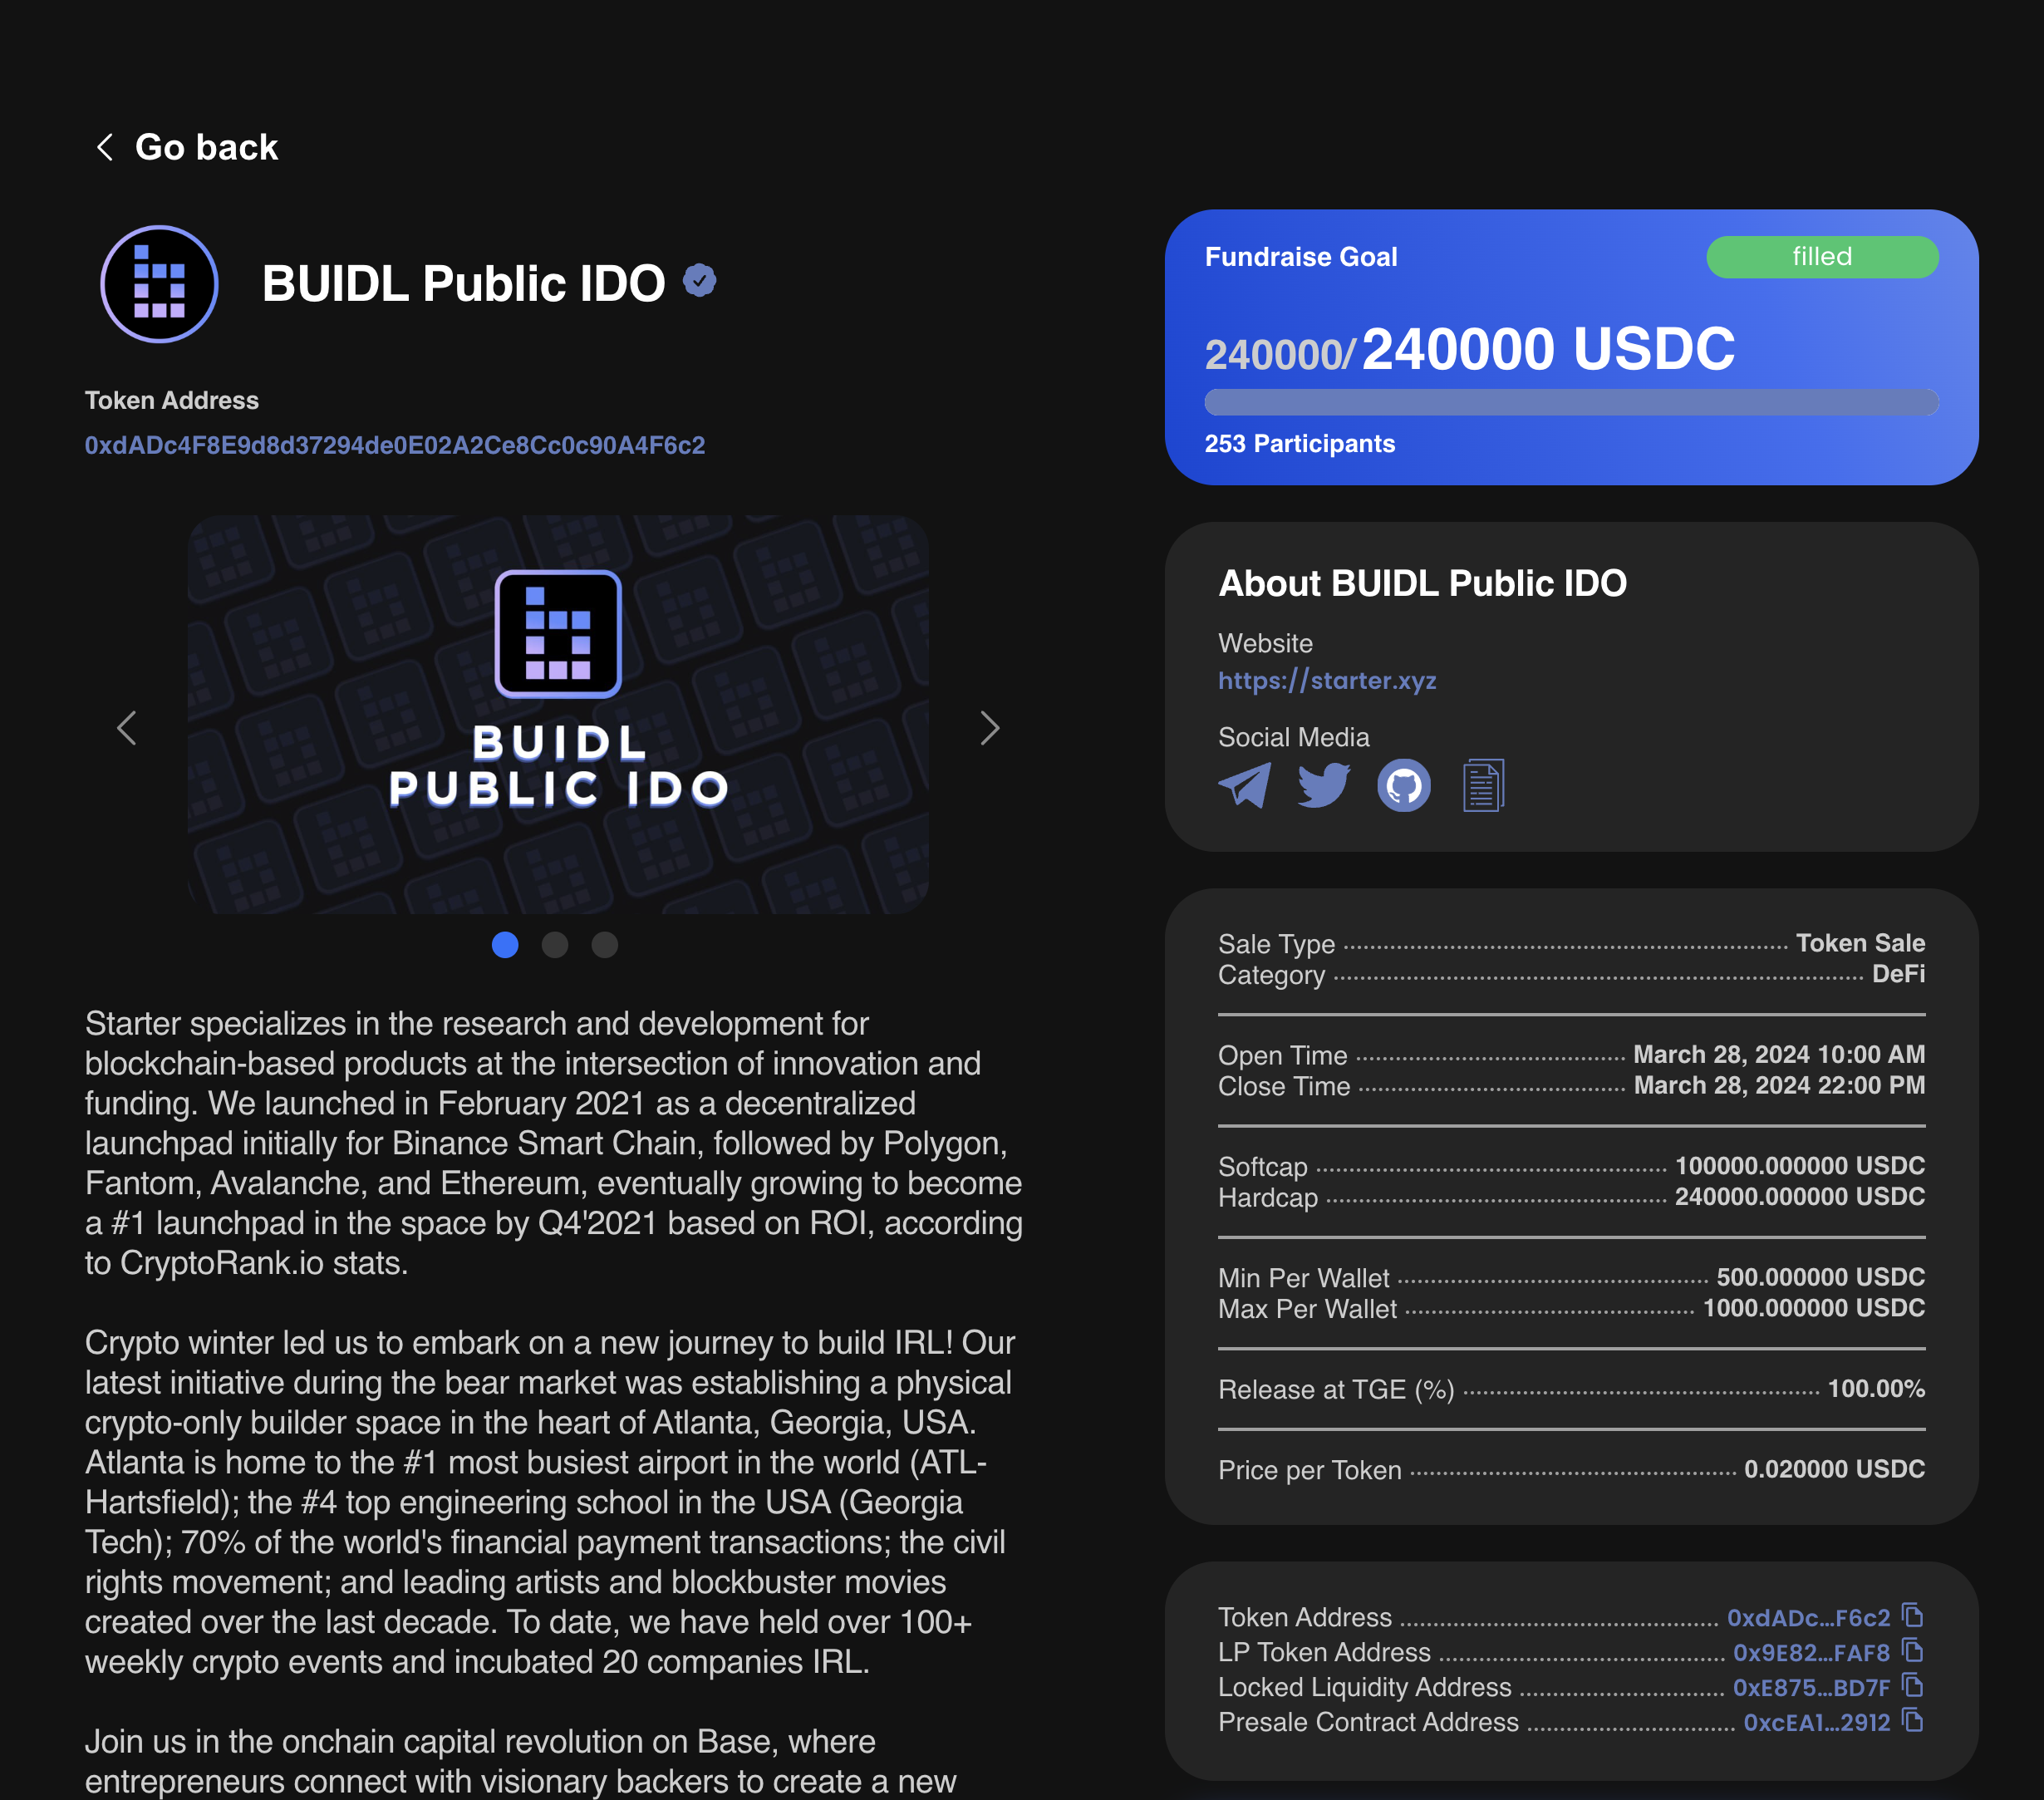 Go back
BUIDL Public IDO
Token Address
0xdADc4F8E9d8d37294de0E02A2Ce8Cc0c90A4F6c2
BUIDL
PUBLIC IDO
Starter specializes in the research and development for
blockchain-based products at the intersection of innovation and
funding. We launched in February 2021 as a decentralized
launchpad initially for Binance Smart Chain, followed by Polygon,
Fantom, Avalanche, and Ethereum, eventually growing to become
a #1 launchpad in the space by Q4'2021 based on ROI, according
to CryptoRank.io stats.
Crypto winter led us to embark on a new journey to build IRL! Our
latest initiative during the bear market was establishing a physical
crypto-only builder space in the heart of Atlanta, Georgia, USA.
Atlanta is home to the #1 most busiest airport in the world (ATL-
Hartsfield); the #4 top engineering school in the USA (Georgia
Tech); 70% of the world's financial payment transactions; the civil
rights movement; and leading artists and blockbuster movies
created over the last decade. To date, we have held over 100+
weekly crypto events and incubated 20 companies IRL.
Join us in the onchain capital revolution on Base, where
entrepreneurs connect with visionary backers to create a new
Fundraise Goal
filled
240000/240000 USDC
253 Participants
About BUIDL Public IDO
Website
https://starter.xyz
Social Media
Sale Type Token Sale
Category DeFi
Open Time March 28, 2024 10:00 AM
Close Time March 28, 2024 22:00 PM
Softcap 100000.000000 USDC
Hardcap 240000.000000 USDC
Min Per Wallet 500.000000 USDC
Max Per Wallet 1000.000000 USDC
Release at TGE (%) 100.00%
Price per Token 0.020000 USDC
Token Address 0xdADc...F6c2
LP Token Address 0x9E82...FAF8
Locked Liquidity Address 0xE875...BD7F
Presale Contract Address 0xcEA1...2912